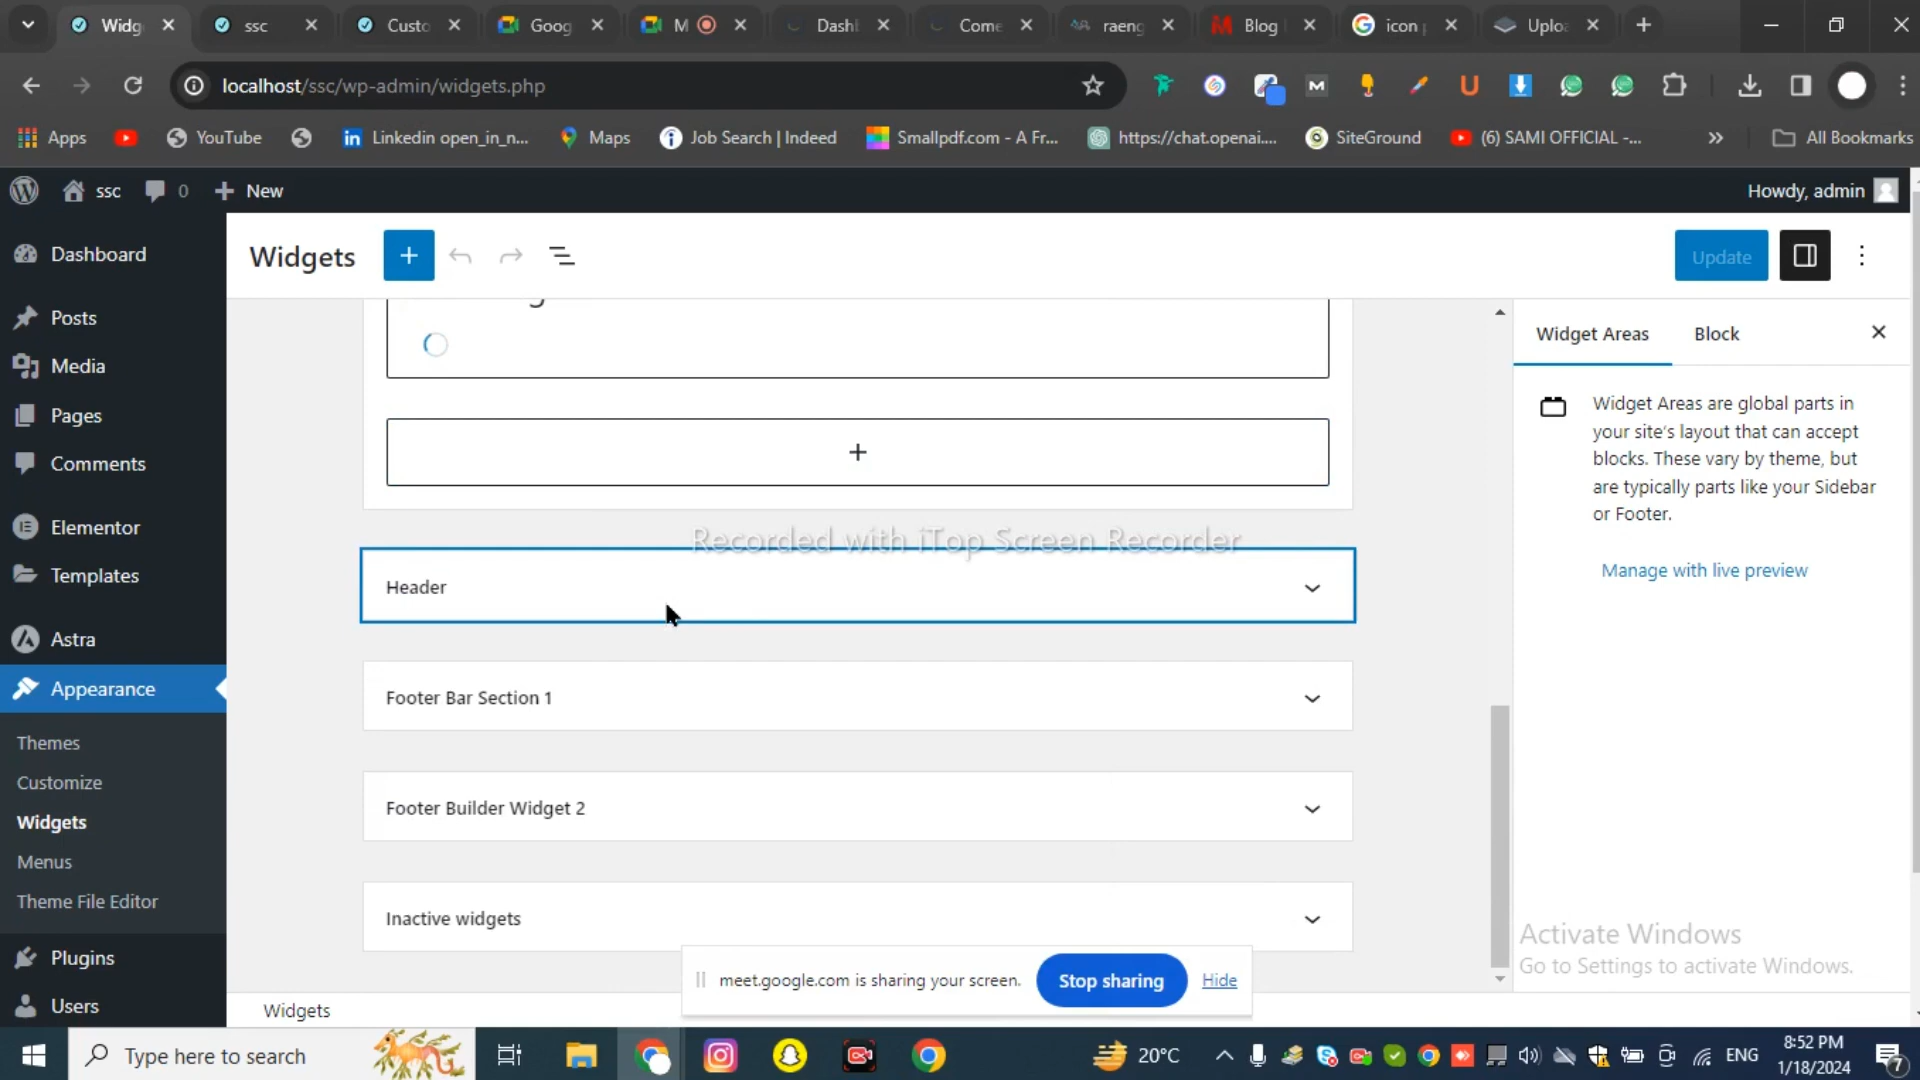 Widg
ssc
Custo
Goog
M
Dashl
Come
raeng
Blog
icon
Uplo
localhost/ssc/wp-admin/widgets.php
Apps
YouTube
Linkedin open_in_n...
Maps
Job Search | Indeed
Smallpdf.com - A Fr...
https://chat.openai....
SiteGround
(6) SAMI OFFICIAL -...
All Bookmarks
ssc
0
New
Howdy, admin
Dashboard
Posts
Media
Pages
Comments
Elementor
Templates
Astra
Appearance
Themes
Customize
Widgets
Menus
Theme File Editor
Plugins
Users
Widgets
Update
Header
Footer Bar Section 1
Footer Builder Widget 2
Inactive widgets
Widgets
Widget Areas
Block
Widget Areas are global parts in
your site's layout that can accept
blocks. These vary by theme, but
are typically parts like your Sidebar
or Footer.
Manage with live preview
Recorded with iTop Screen Recorder
Activate Windows
Go to Settings to activate Windows.
meet.google.com is sharing your screen.
Stop sharing
Hide
Type here to search
20°C
ENG
8:52 PM
1/18/2024
7